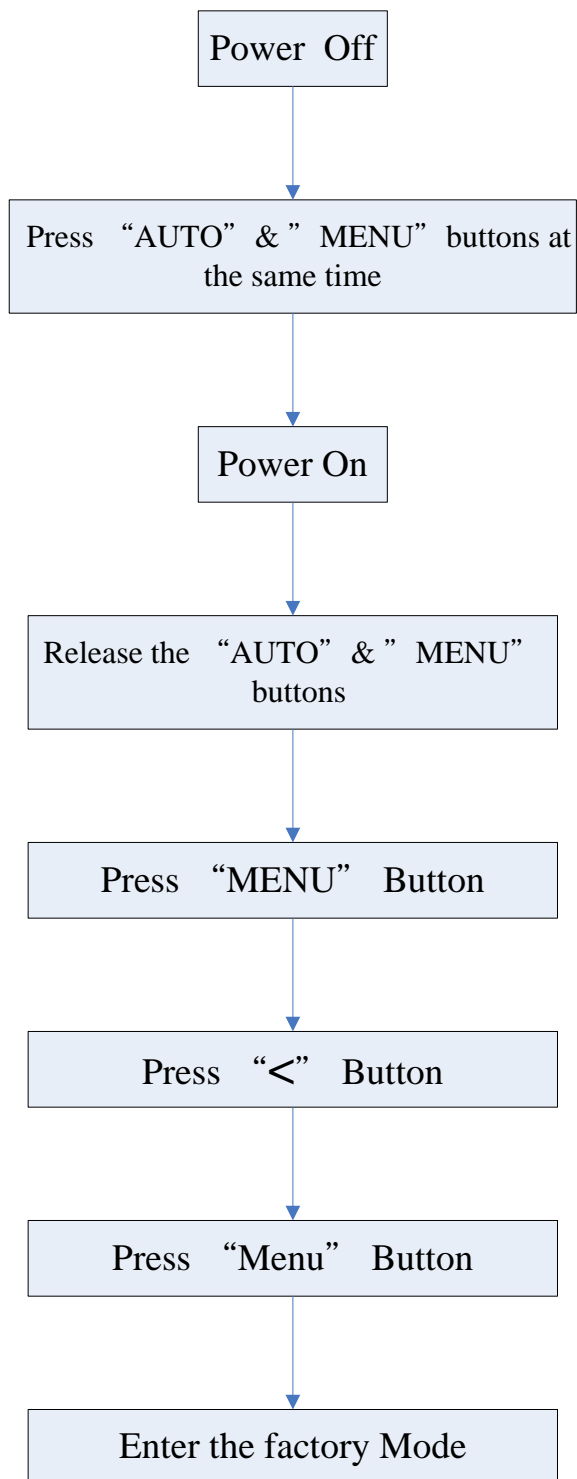 Power Off
Press “AUTO” & ” MENU” buttons at
the same time
Power On
Release the “AUTO” & ” MENU”
buttons
Press “MENU” Button
Press “<” Button
Press “Menu” Button
Enter the factory Mode